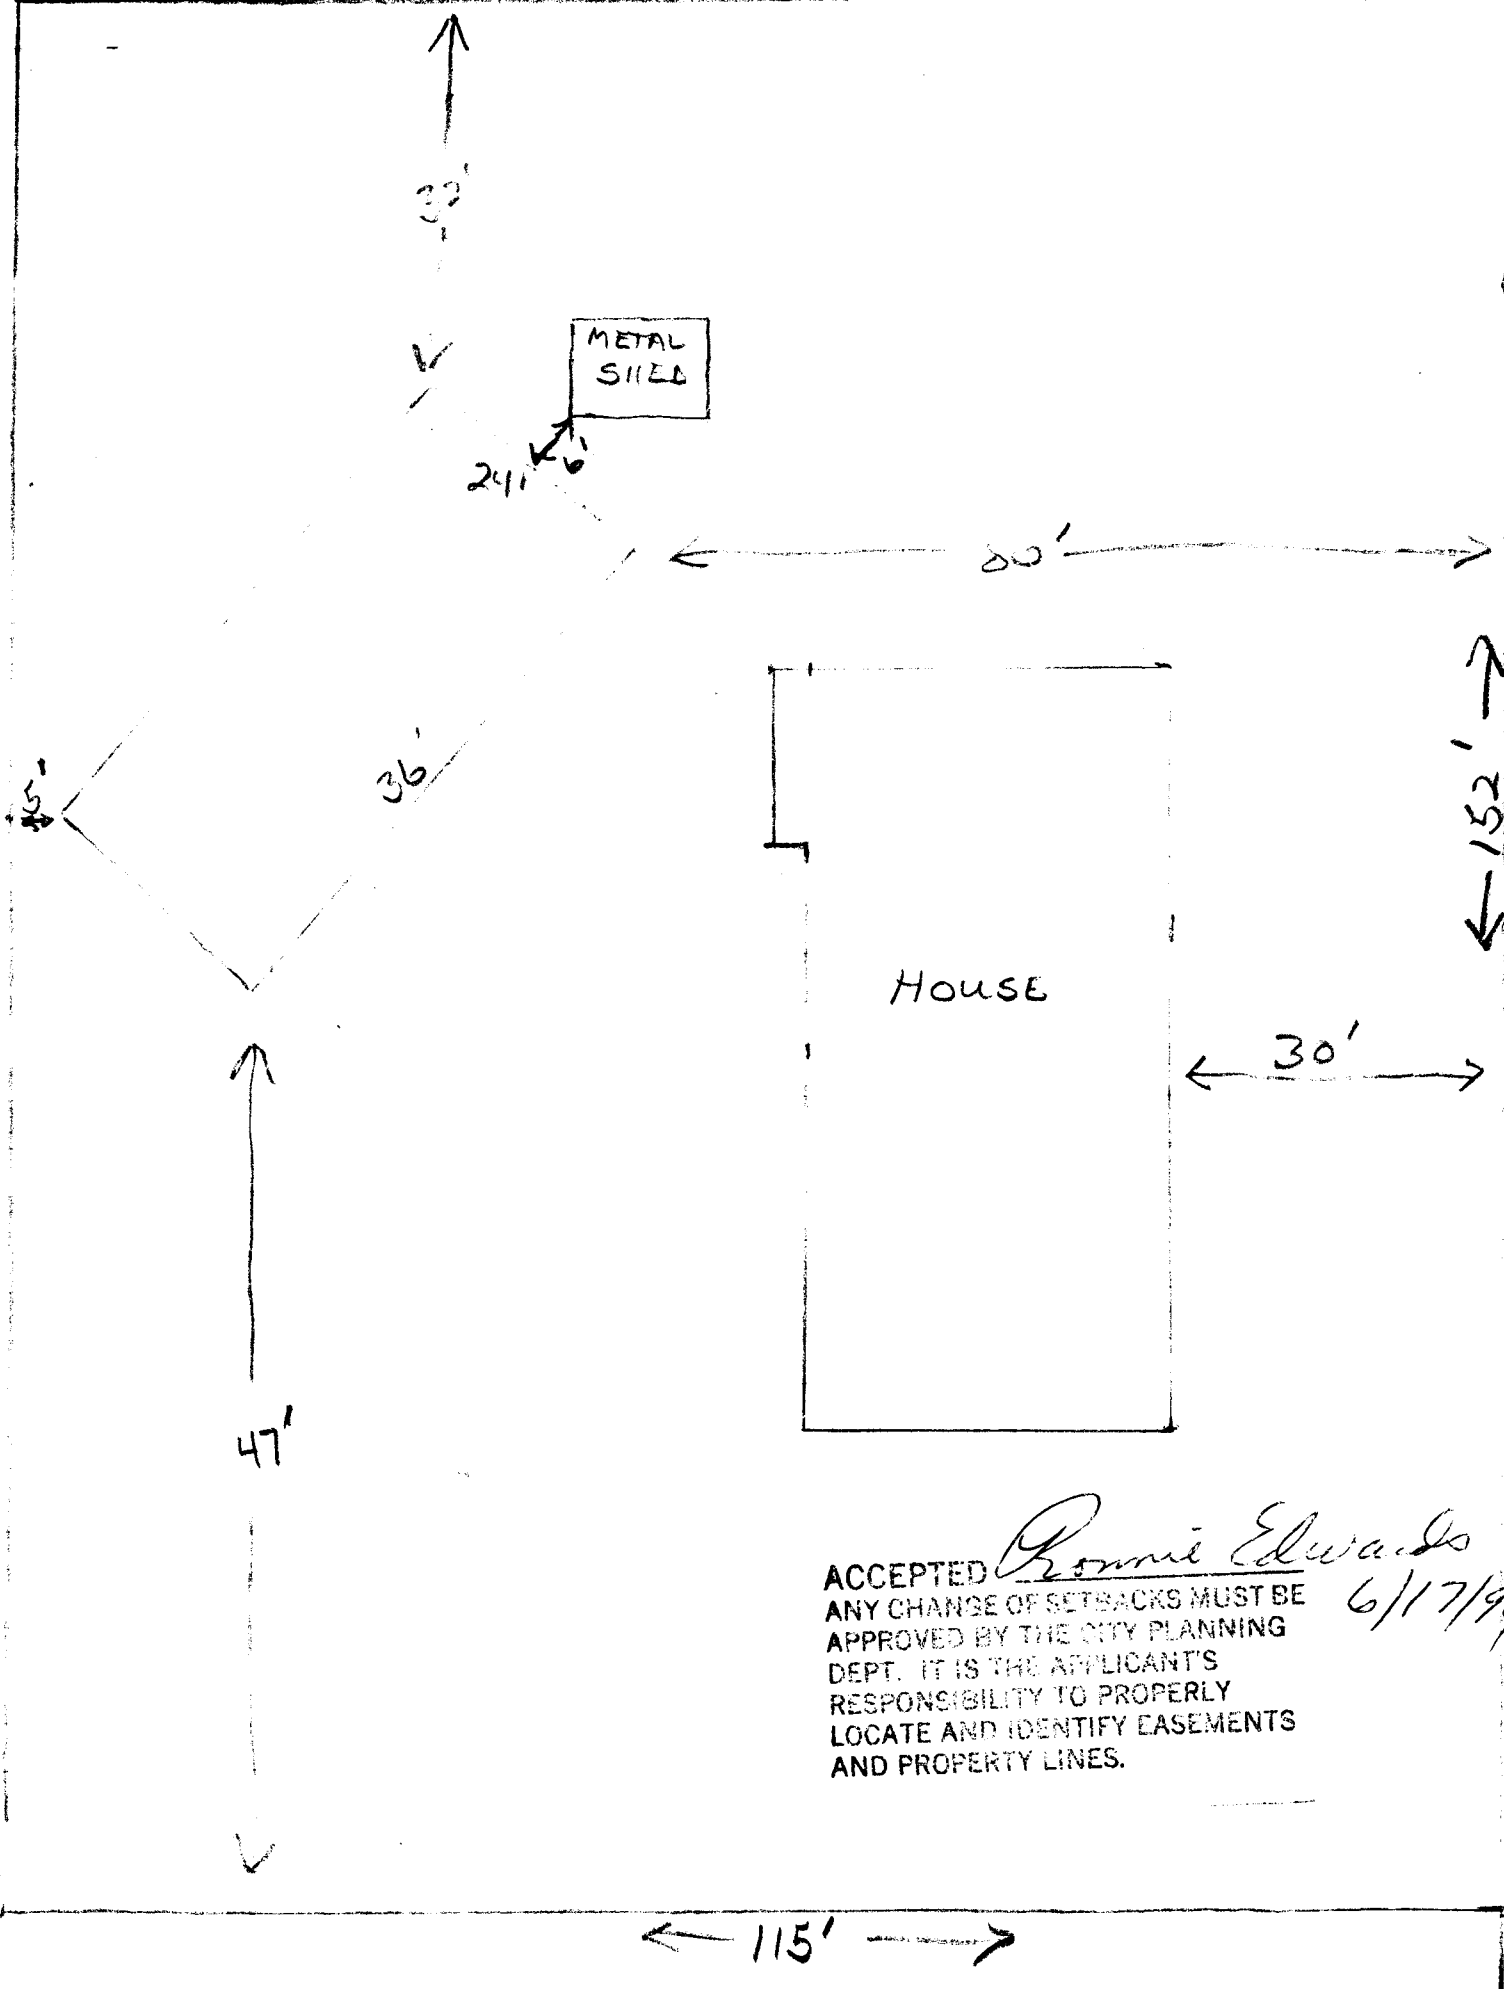 METAL
SHED
6'
24'
36'
5'
152'
HOUSE
30'
47'
ACCEPTED Ronnie Edwards
ANY CHANGE OF SETBACKS MUST BE
APPROVED BY THE CITY PLANNING
DEPT. IT IS THE APPLICANT'S
RESPONSIBILITY TO PROPERLY
LOCATE AND IDENTIFY EASEMENTS
AND PROPERTY LINES.
115'